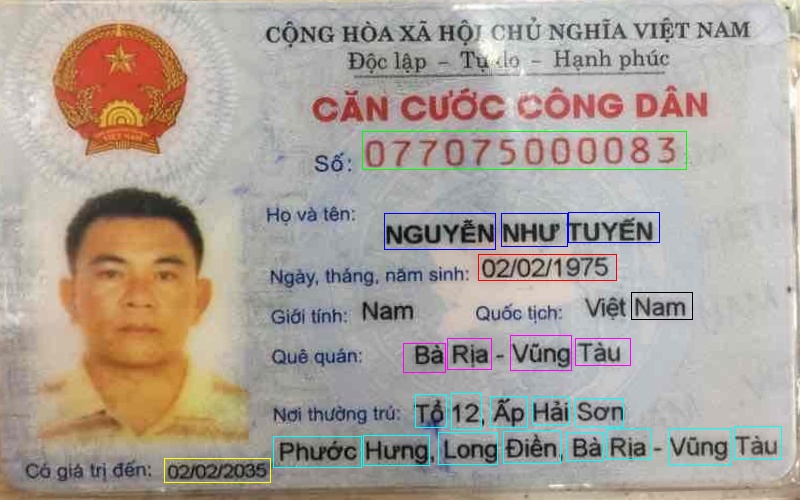 CỘNG HÒA XÃ HỘI CHỦ NGHĨA VIỆT NAM
Độc lập - Tự do - Hạnh phúc
CĂN CƯỚC CÔNG DÂN
Số: 077075000083
Họ và tên: NGUYỄN NHƯ TUYẾN
Ngày, tháng, năm sinh: 02/02/1975
Giới tính: Nam Quốc tịch: Việt Nam
Quê quán: Bà Rịa - Vũng Tàu
Nơi thường trú: Tổ 12, Ấp Hải Sơn
Phước Hưng, Long Điền, Bà Rịa - Vũng Tàu
Có giá trị đến: 02/02/2035